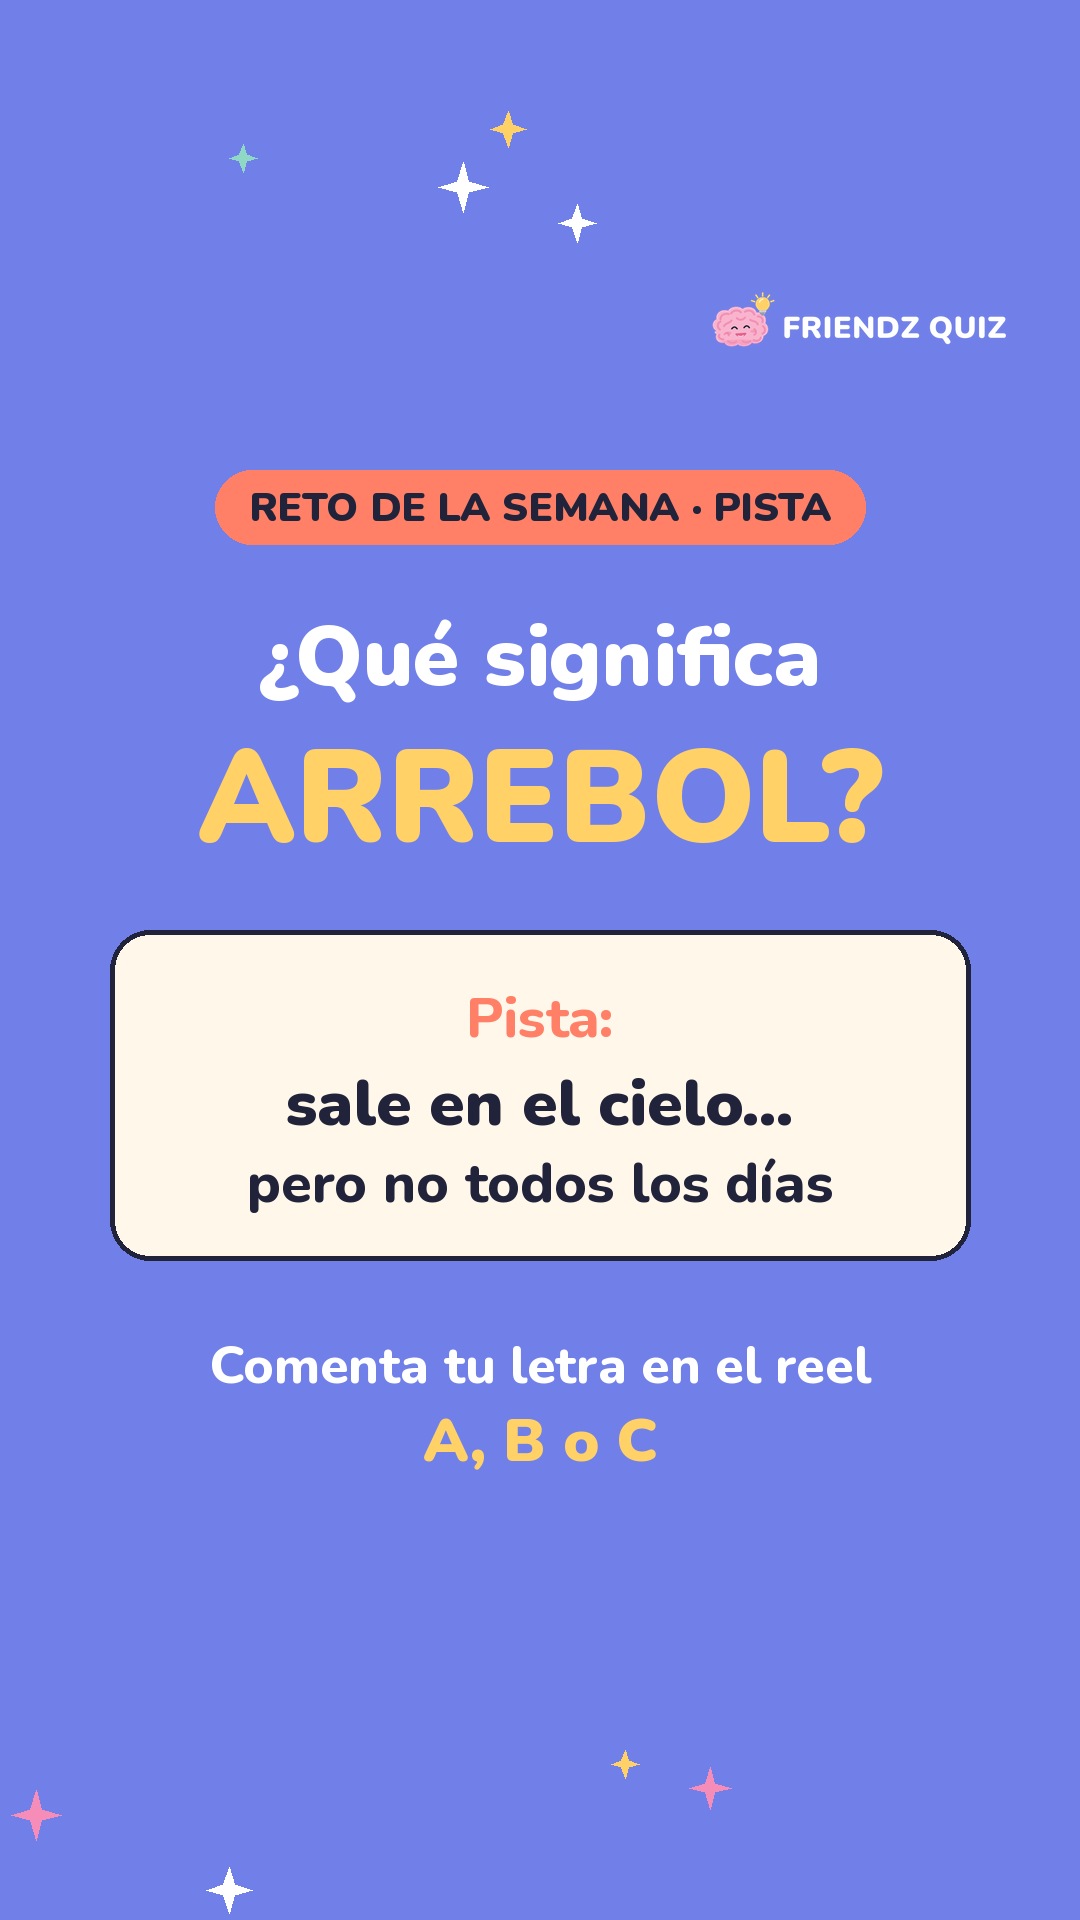 FRIENDZ QUIZ
RETO DE LA SEMANA · PISTA
¿Qué significa
ARREBOL?
Pista:
sale en el cielo...
pero no todos los días
Comenta tu letra en el reel
A, B o C